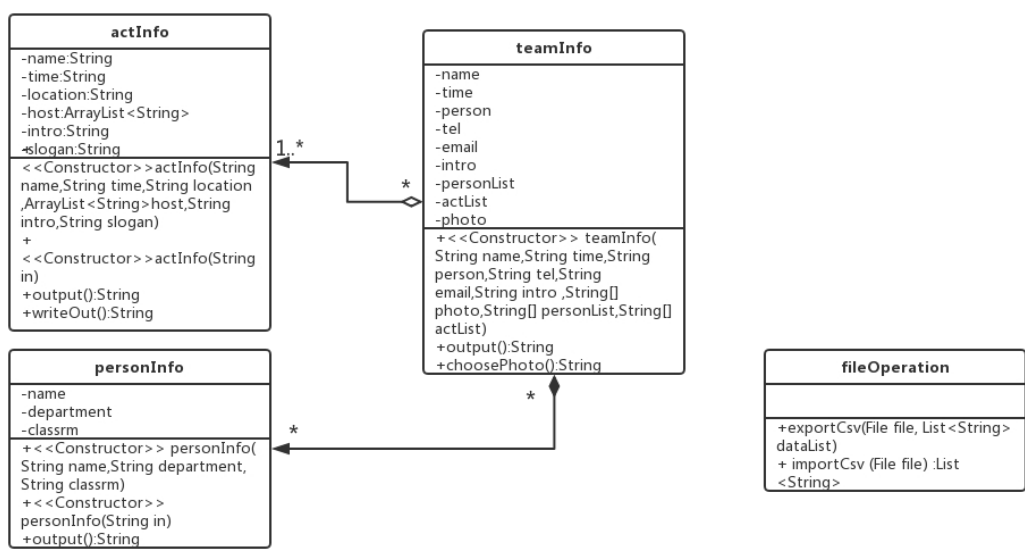 actInfo
-name:String
-time:String
-location:String
-host:ArrayList<String>
-intro:String
-slogan:String
<<Constructor>>actInfo(String
name,String time,String location
,ArrayList<String>host,String
intro,String slogan)
+
<<Constructor>>actInfo(String
in)
+output():String
+writeOut():String
1..*
*
teamInfo
-name
-time
-person
-tel
-email
-intro
-personList
-actList
-photo
+<<Constructor>> teamInfo(
String name,String time,String
person,String tel,String
email,String intro ,String[]
photo,String[] personList,String[]
actList)
+output():String
+choosePhoto():String
*
*
personInfo
-name
-department
-classrm
+<<Constructor>> personInfo(
String name,String department,
String classrm)
+<<Constructor>>
personInfo(String in)
+output():String
fileOperation
+exportCsv(File file, List<String>
dataList)
+ importCsv (File file) :List
<String>